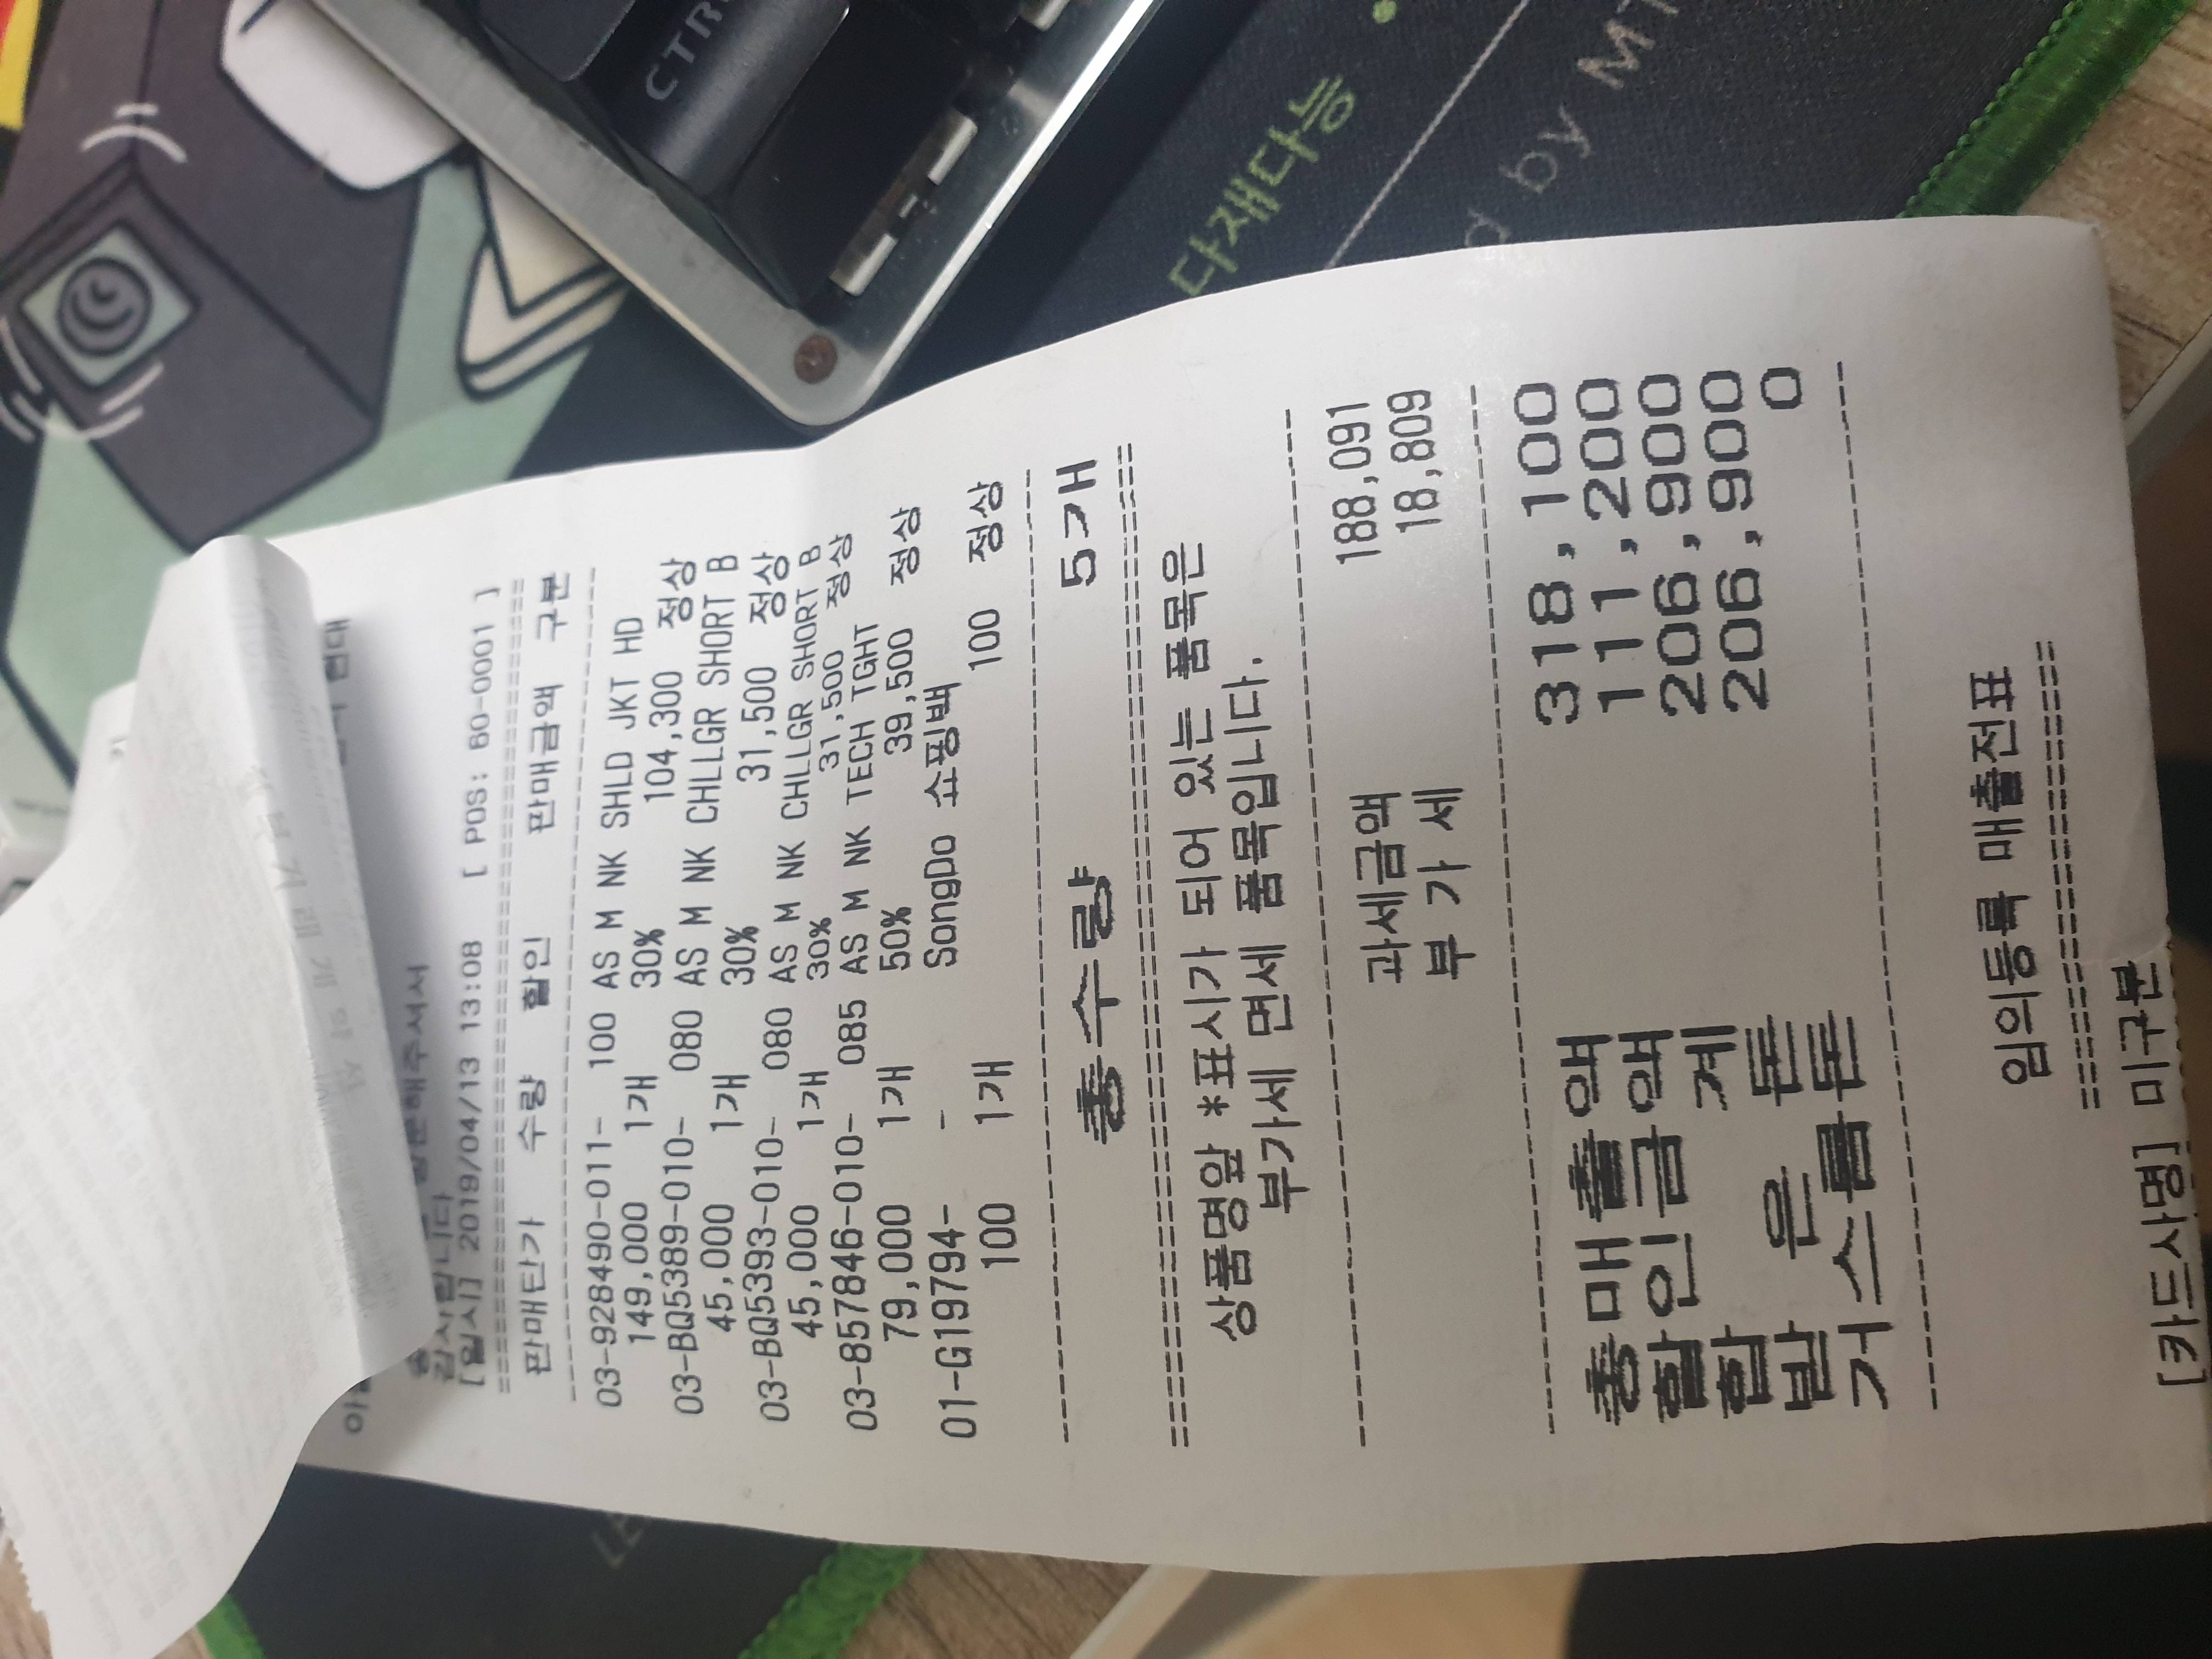 CTRL
다재다능
d by MT
감사합니다
[일시] 2019/04/13 13:08 [ POS: 60-0001 ]
================================
판매단가 수량 할인 판매금액 구분
--------------------------------
03-928490-011- 100 AS M NK SHLD JKT HD
149,000 1개 30% 104,300 정상
03-BQ5389-010- 080 AS M NK CHLLGR SHORT B
45,000 1개 30% 31,500 정상
03-BQ5393-010- 080 AS M NK CHLLGR SHORT B
45,000 1개 30% 31,500 정상
03-857846-010- 085 AS M NK TECH TGHT
79,000 1개 50% 39,500 정상
01-G19794- - SongDo 쇼핑백
100 1개 100 정상
--------------------------------
총 수 량 5개
================================
상품명앞 *표시가 되어 있는 품목은
부가세 면세 품목입니다.
--------------------------------
과세금액 188,091
부 가 세 18,809
--------------------------------
총매출액 318,100
할인금액 111,200
합 계 206,900
받 은 돈 206,900
거스름돈 0
--------------------------------
임의등록 매출전표
================================
[카드사명] 미구분